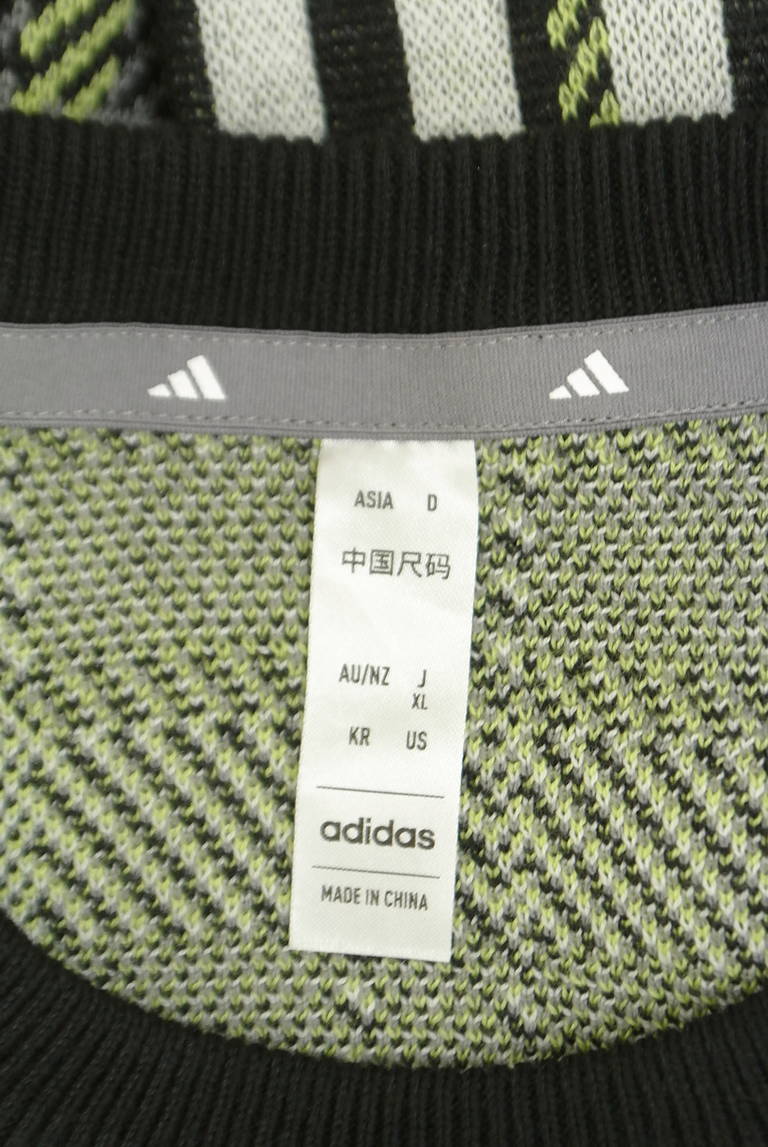 ASIA D
中国尺码
AU/NZ J
XL
KR US
adidas
MADE IN CHINA